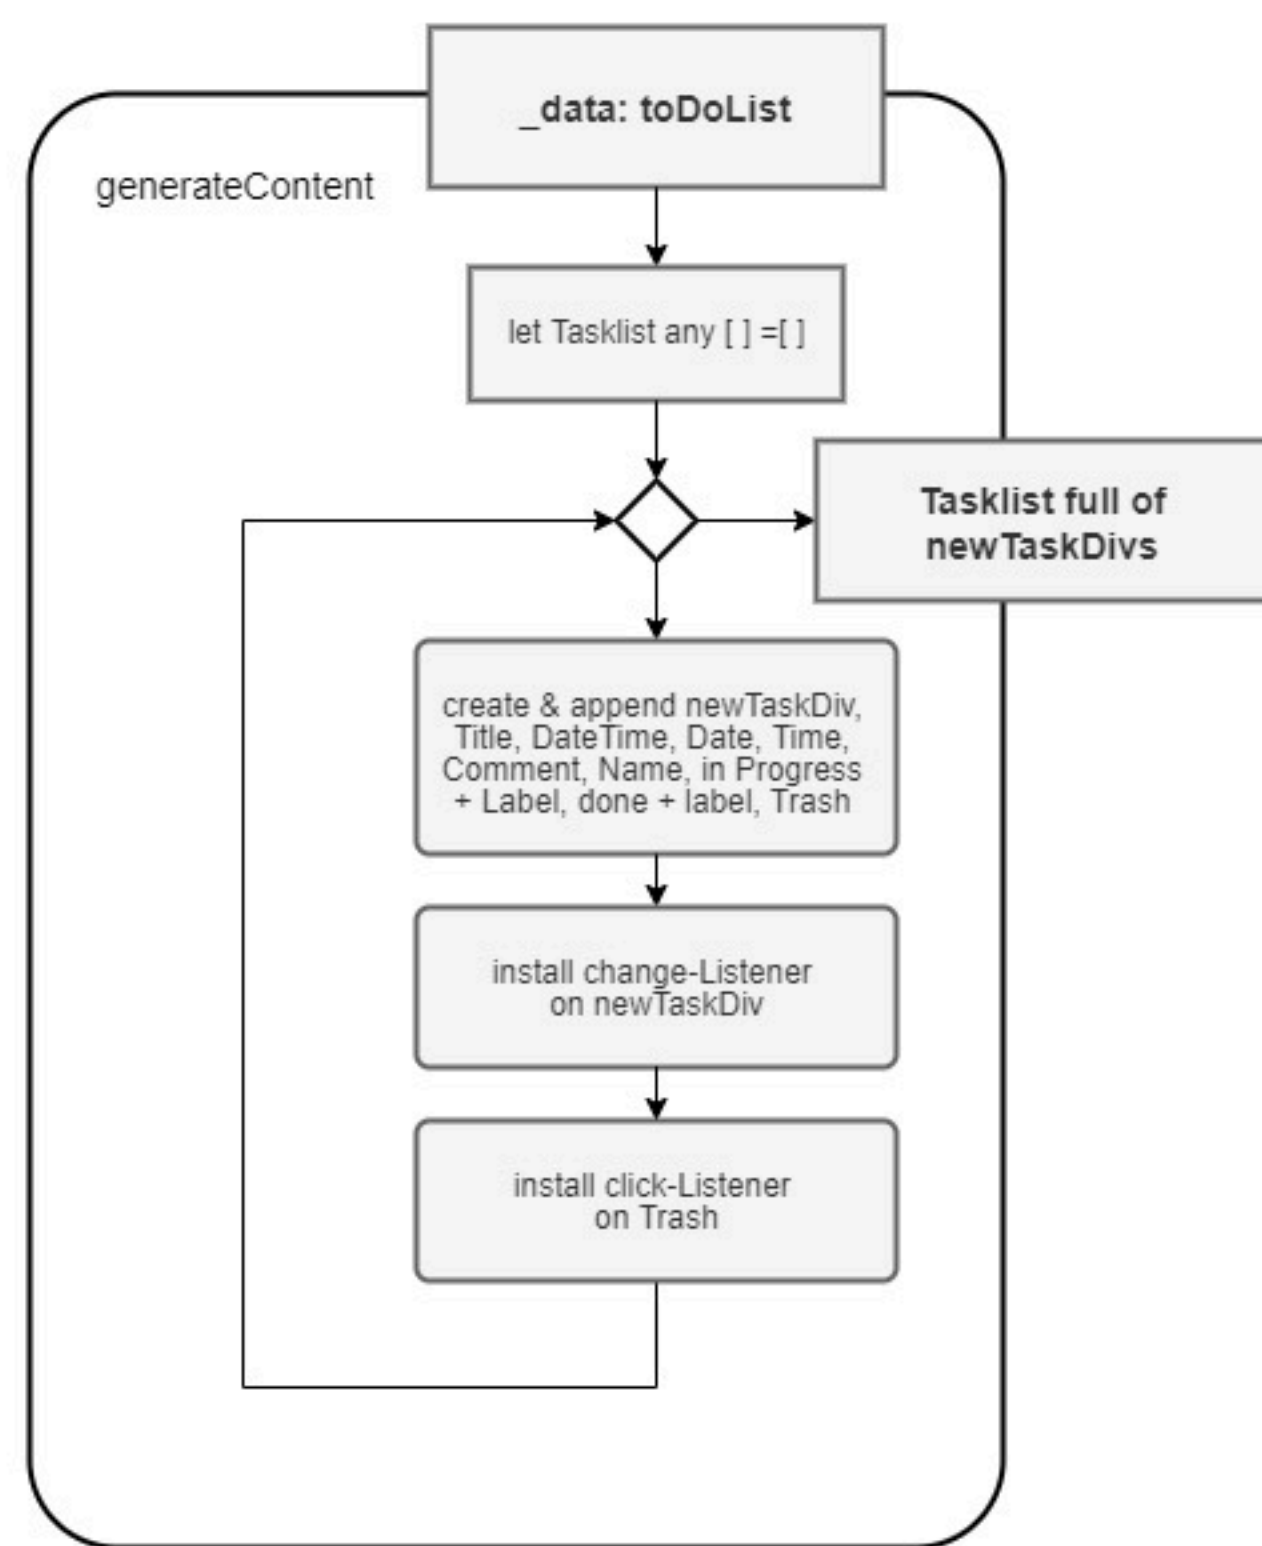 _data: toDoList
generateContent
let Tasklist any [ ] =[ ]
Tasklist full of
newTaskDivs
create & append newTaskDiv,
Title, DateTime, Date, Time,
Comment, Name, in Progress
+ Label, done + label, Trash
install change-Listener
on newTaskDiv
install click-Listener
on Trash